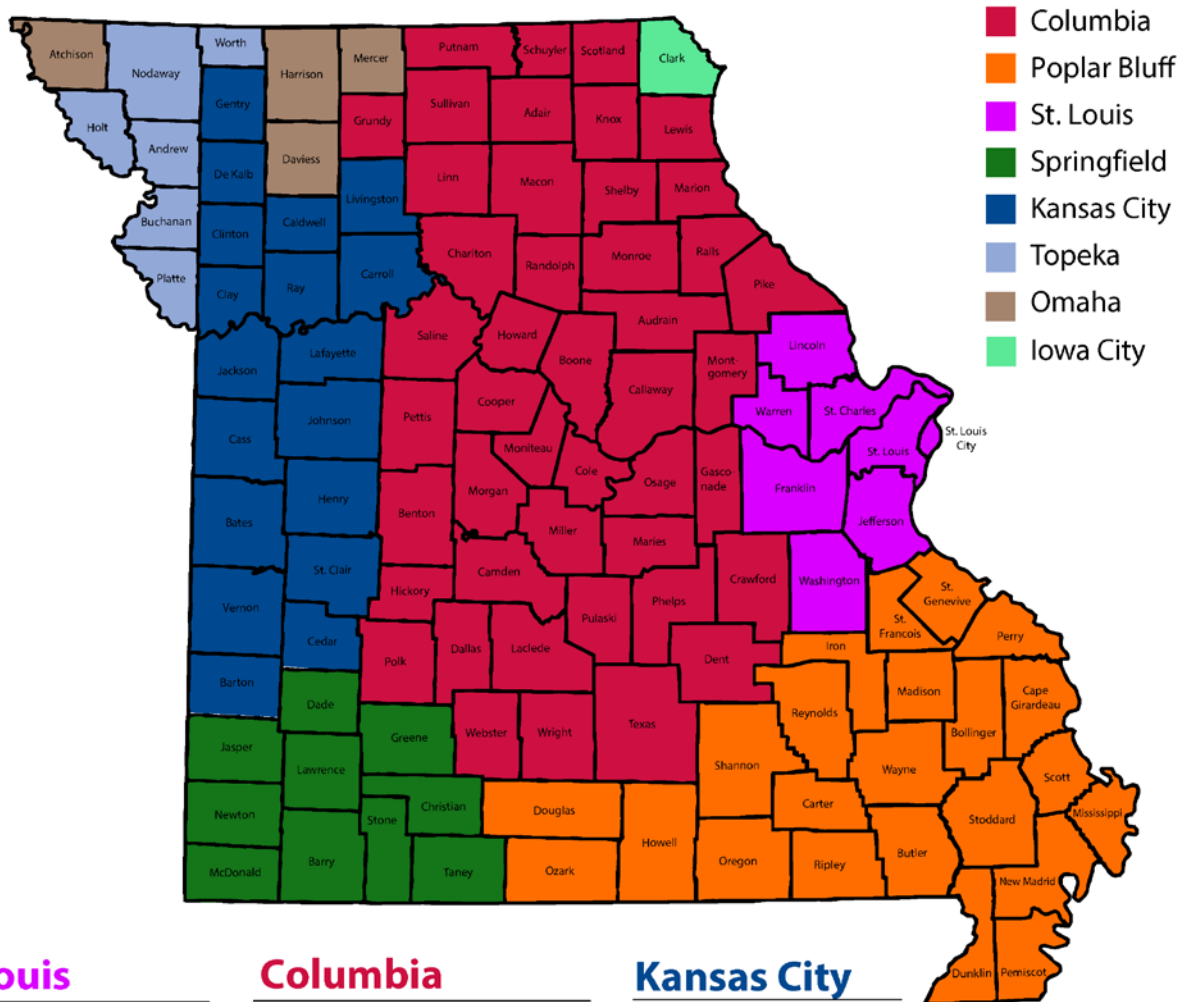 Columbia
Poplar Bluff
St. Louis
Springfield
Kansas City
Topeka
Omaha
Iowa City
Atchison
Nodaway
Worth
Harrison
Mercer
Putnam
Schuyler
Scotland
Clark
Holt
Gentry
Grundy
Sullivan
Adair
Knox
Lewis
Andrew
De Kalb
Daviess
Livingston
Linn
Macon
Shelby
Marion
Buchanan
Clinton
Caldwell
Chariton
Randolph
Monroe
Ralls
Platte
Clay
Ray
Carroll
Pike
Saline
Howard
Boone
Audrain
Lincoln
Jackson
Lafayette
Callaway
Mont-
gomery
Cass
Johnson
Pettis
Cooper
Moniteau
Warren
St. Charles
St. Louis
City
St. Louis
Cole
Osage
Gasco-
nade
Franklin
Henry
Morgan
Bates
Benton
Miller
Maries
Jefferson
St. Clair
Camden
Crawford
Washington
Hickory
Vernon
Pulaski
Phelps
St.
Genevive
St.
Francois
Cedar
Polk
Dallas
Laclede
Dent
Iron
Perry
Barton
Dade
Madison
Cape
Girardeau
Jasper
Greene
Webster
Wright
Texas
Reynolds
Bollinger
Lawrence
Shannon
Wayne
Scott
Newton
Stone
Christian
Douglas
Carter
Stoddard
Mississippi
McDonald
Barry
Taney
Ozark
Howell
Oregon
Ripley
Butler
New Madrid
Dunklin
Pemiscot
ouis
Columbia
Kansas City